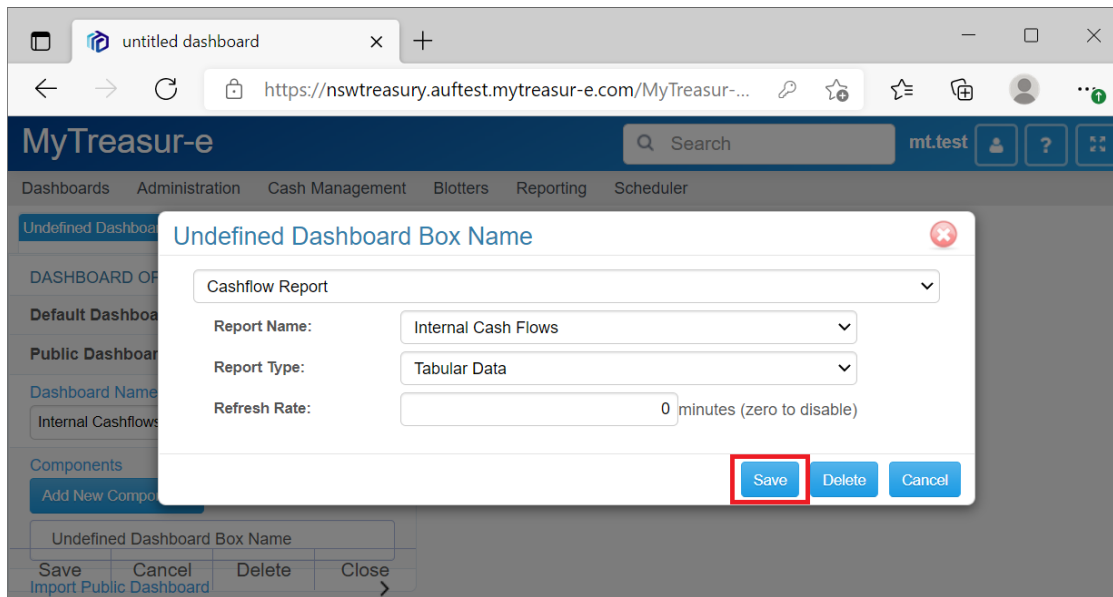 untitled dashboard
https://nswtreasury.auftest.mytreasur-e.com/MyTreasur-...
MyTreasur-e
Search
mt.test
?
Dashboards Administration Cash Management Blotters Reporting Scheduler
Undefined Dashboa
Undefined Dashboard Box Name
DASHBOARD OF
Cashflow Report
Default Dashboa
Report Name: Internal Cash Flows
Public Dashboar
Report Type: Tabular Data
Dashboard Name
Refresh Rate: 0 minutes (zero to disable)
Internal Cashflows
Components
Save Delete Cancel
Add New Compo
Undefined Dashboard Box Name
Save Cancel Delete Close
Import Public Dashboard